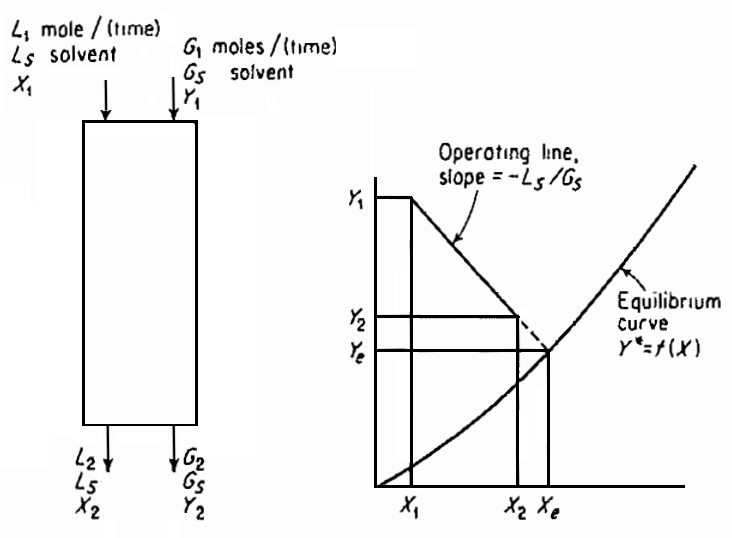 L₁ mole/(time)
Ls solvent
X₁
G₁ moles/(time)
Gs solvent
Y₁
L₂
Ls
X₂
G₂
Gs
Y₂
Operating line,
slope = -Ls/Gs
Y₁
Y₂
Ye
Equilibrium
curve
Y*=f(X)
X₁ X₂ Xe